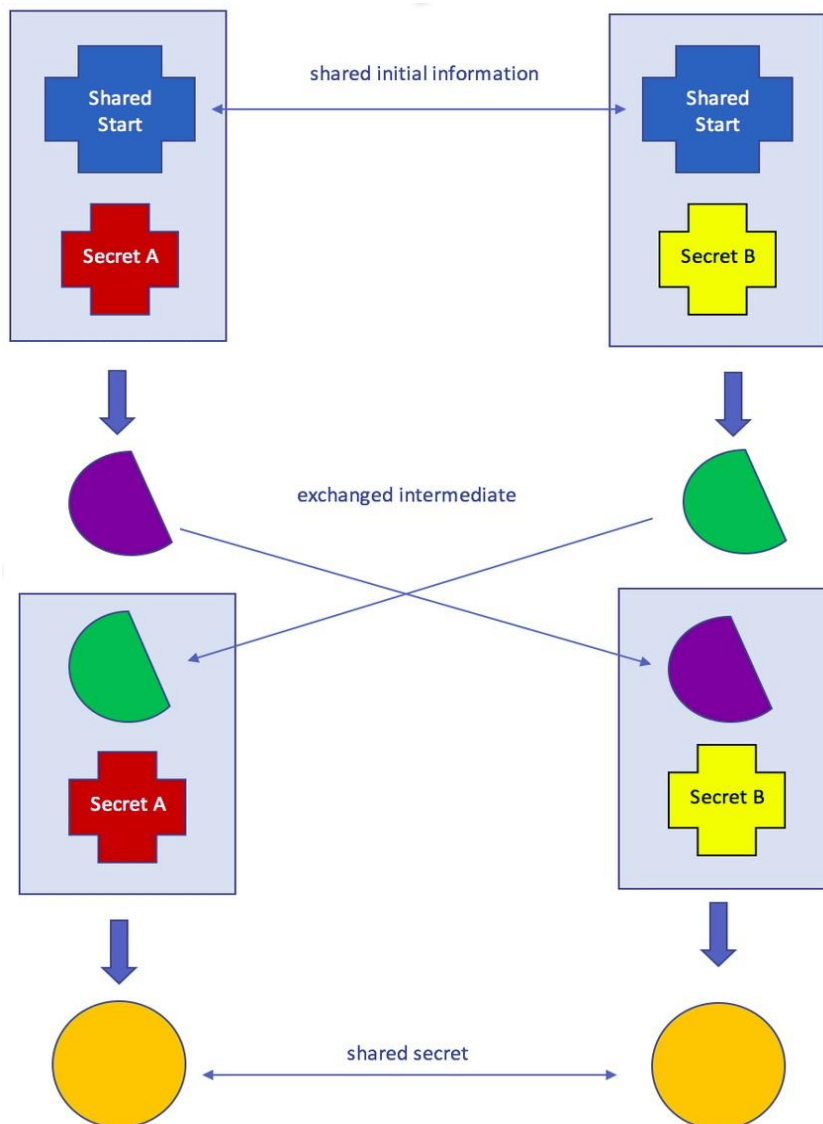 shared initial information
Shared
Start
Shared
Start
Secret A
Secret B
exchanged intermediate
Secret A
Secret B
shared secret